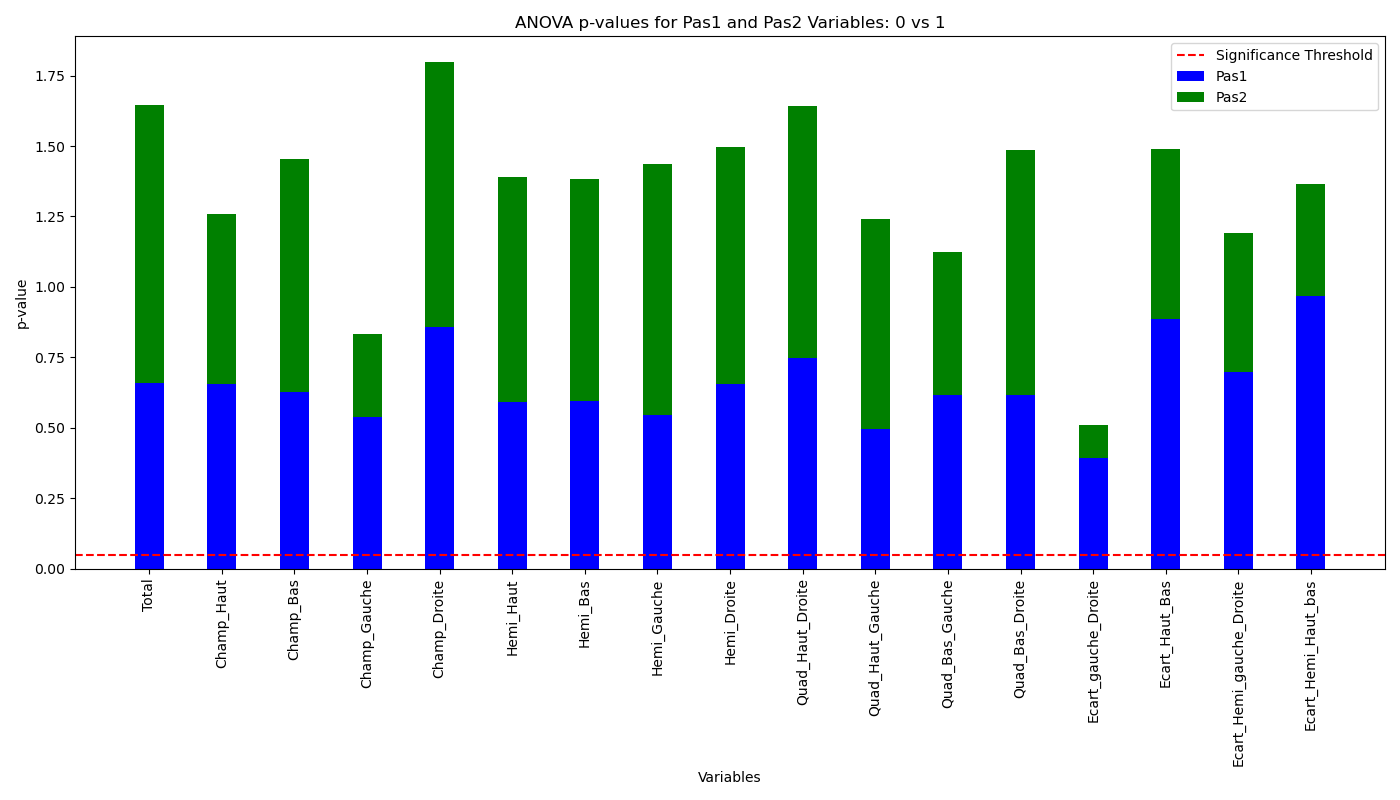 ANOVA p-values for Pas1 and Pas2 Variables: 0 vs 1
Significance Threshold
Pas1
Pas2
p-value
1.75
1.50
1.25
1.00
0.75
0.50
0.25
0.00
Total
Champ_Haut
Champ_Bas
Champ_Gauche
Champ_Droite
Hemi_Haut
Hemi_Bas
Hemi_Gauche
Hemi_Droite
Quad_Haut_Droite
Quad_Haut_Gauche
Quad_Bas_Gauche
Quad_Bas_Droite
Ecart_gauche_Droite
Ecart_Haut_Bas
Ecart_Hemi_gauche_Droite
Ecart_Hemi_Haut_bas
Variables